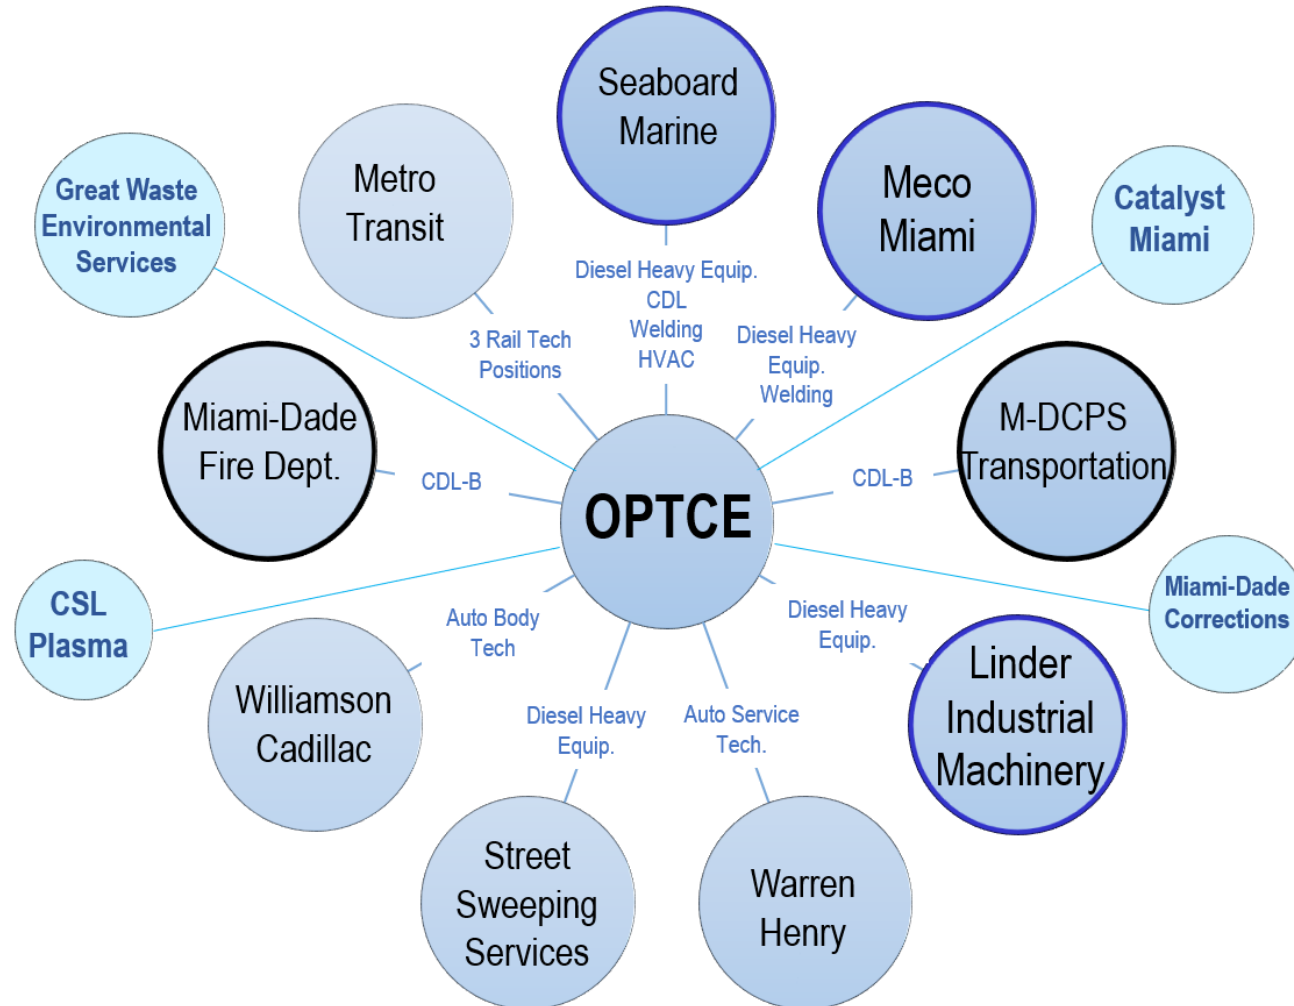 Seaboard
Marine
Metro
Transit
Meco
Miami
Great Waste
Environmental
Services
Catalyst
Miami
Diesel Heavy Equip.
CDL
Welding
HVAC
3 Rail Tech
Positions
Diesel Heavy
Equip.
Welding
Miami-Dade
Fire Dept.
CDL-B
OPTCE
CDL-B
M-DCPS
Transportation
CSL
Plasma
Auto Body
Tech
Diesel Heavy
Equip.
Miami-Dade
Corrections
Williamson
Cadillac
Diesel Heavy
Equip.
Auto Service
Tech.
Linder
Industrial
Machinery
Street
Sweeping
Services
Warren
Henry